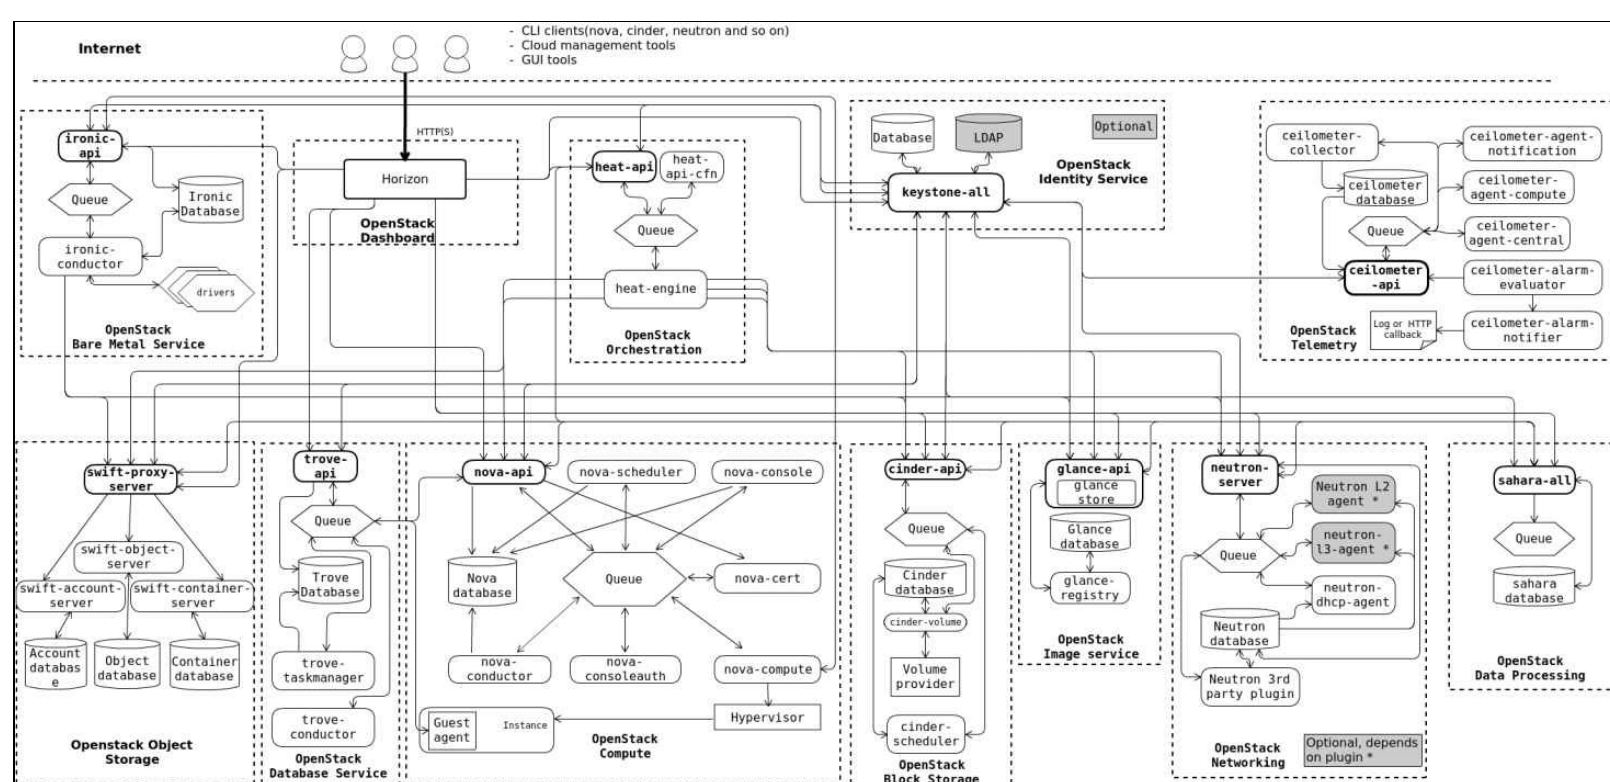 Internet
- CLI clients(nova, cinder, neutron and so on)
- Cloud management tools
- GUI tools
HTTP(S)
ironic-
api
Queue
Ironic
Database
ironic-
conductor
drivers
OpenStack
Bare Metal Service
Horizon
OpenStack
Dashboard
heat-api
heat-
api-cfn
Queue
heat-engine
OpenStack
Orchestration
Database
LDAP
Optional
OpenStack
Identity Service
keystone-all
ceilometer-
collector
ceilometer-agent-
notification
ceilometer
database
ceilometer-
agent-compute
Queue
ceilometer-
agent-central
ceilometer
-api
ceilometer-alarm-
evaluator
Log or HTTP
callback
ceilometer-alarm-
notifier
OpenStack
Telemetry
swift-proxy-
server
swift-object-
server
swift-account-
server
swift-container-
server
Account
databas
e
Object
database
Container
database
Openstack Object
Storage
trove-
api
Queue
Trove
Database
trove-
taskmanager
trove-
conductor
OpenStack
Database Service
nova-api
nova-scheduler
nova-console
Nova
database
Queue
nova-cert
nova-
conductor
nova-
consoleauth
nova-compute
Guest
agent
Instance
Hypervisor
OpenStack
Compute
cinder-api
Queue
Cinder
database
cinder-volume
Volume
provider
cinder-
scheduler
OpenStack
Block Storage
glance-api
glance
store
Glance
database
glance-
registry
OpenStack
Image service
neutron-
server
Neutron L2
agent *
Queue
neutron-
l3-agent *
neutron-
dhcp-agent
Neutron
database
Neutron 3rd
party plugin
OpenStack
Networking
Optional, depends
on plugin *
sahara-all
Queue
sahara
database
OpenStack
Data Processing